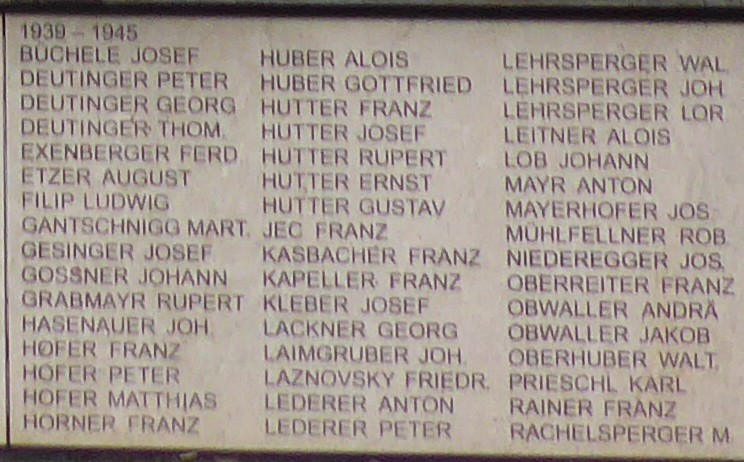 1939 - 1945
BÜCHELE JOSEF
DEUTINGER PETER
DEUTINGER GEORG
DEUTINGER THOM.
EXENBERGER FERD
ETZER AUGUST
FILIP LUDWIG
GANTSCHNIGG MART.
GESINGER JOSEF
GOSSNER JOHANN
GRABMAYR RUPERT
HASENAUER JOH.
HOFER FRANZ
HOFER PETER
HOFER MATTHIAS
HORNER FRANZ
HUBER ALOIS
HUBER GOTTFRIED
HUTTER FRANZ
HUTTER JOSEF
HUTTER RUPERT
HUTTER ERNST
HUTTER GUSTAV
JEC FRANZ
KASBACHER FRANZ
KAPELLER FRANZ
KLEBER JOSEF
LACKNER GEORG
LAIMGRUBER JOH.
LAZNOVSKY FRIEDR.
LEDERER ANTON
LEDERER PETER
LEHRSPERGER WAL
LEHRSPERGER JOH
LEHRSPERGER LOR
LEITNER ALOIS
LOB JOHANN
MAYR ANTON
MAYERHOFER JOS.
MÜHLFELLNER ROB.
NIEDEREGGER JOS.
OBERREITER FRANZ
OBWALLER ANDRÄ
OBWALLER JAKOB
OBERHUBER WALT.
PRIESCHL KARL
RAINER FRANZ
RACHELSPERGER M